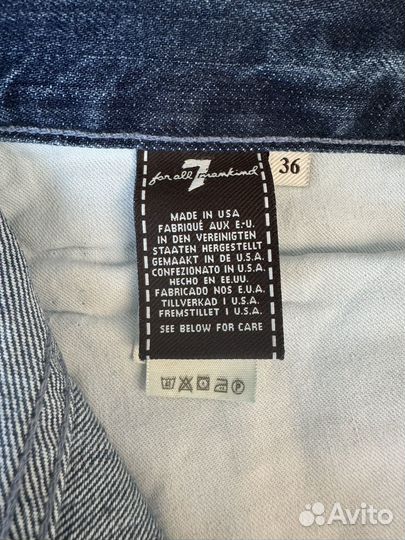 for all 7 mankind
36
MADE IN USA
FABRIQUÉ AUX E.-U.
IN DEN VEREINIGTEN
STAATEN HERGESTELLT
GEMAAKT IN DE U.S.A.
CONFEZIONATO IN U.S.A.
HECHO EN EE.UU.
FABRICADO NOS E.U.A.
TILLVERKAD I U.S.A.
FREMSTILLET I U.S.A.
SEE BELOW FOR CARE
P
Avito